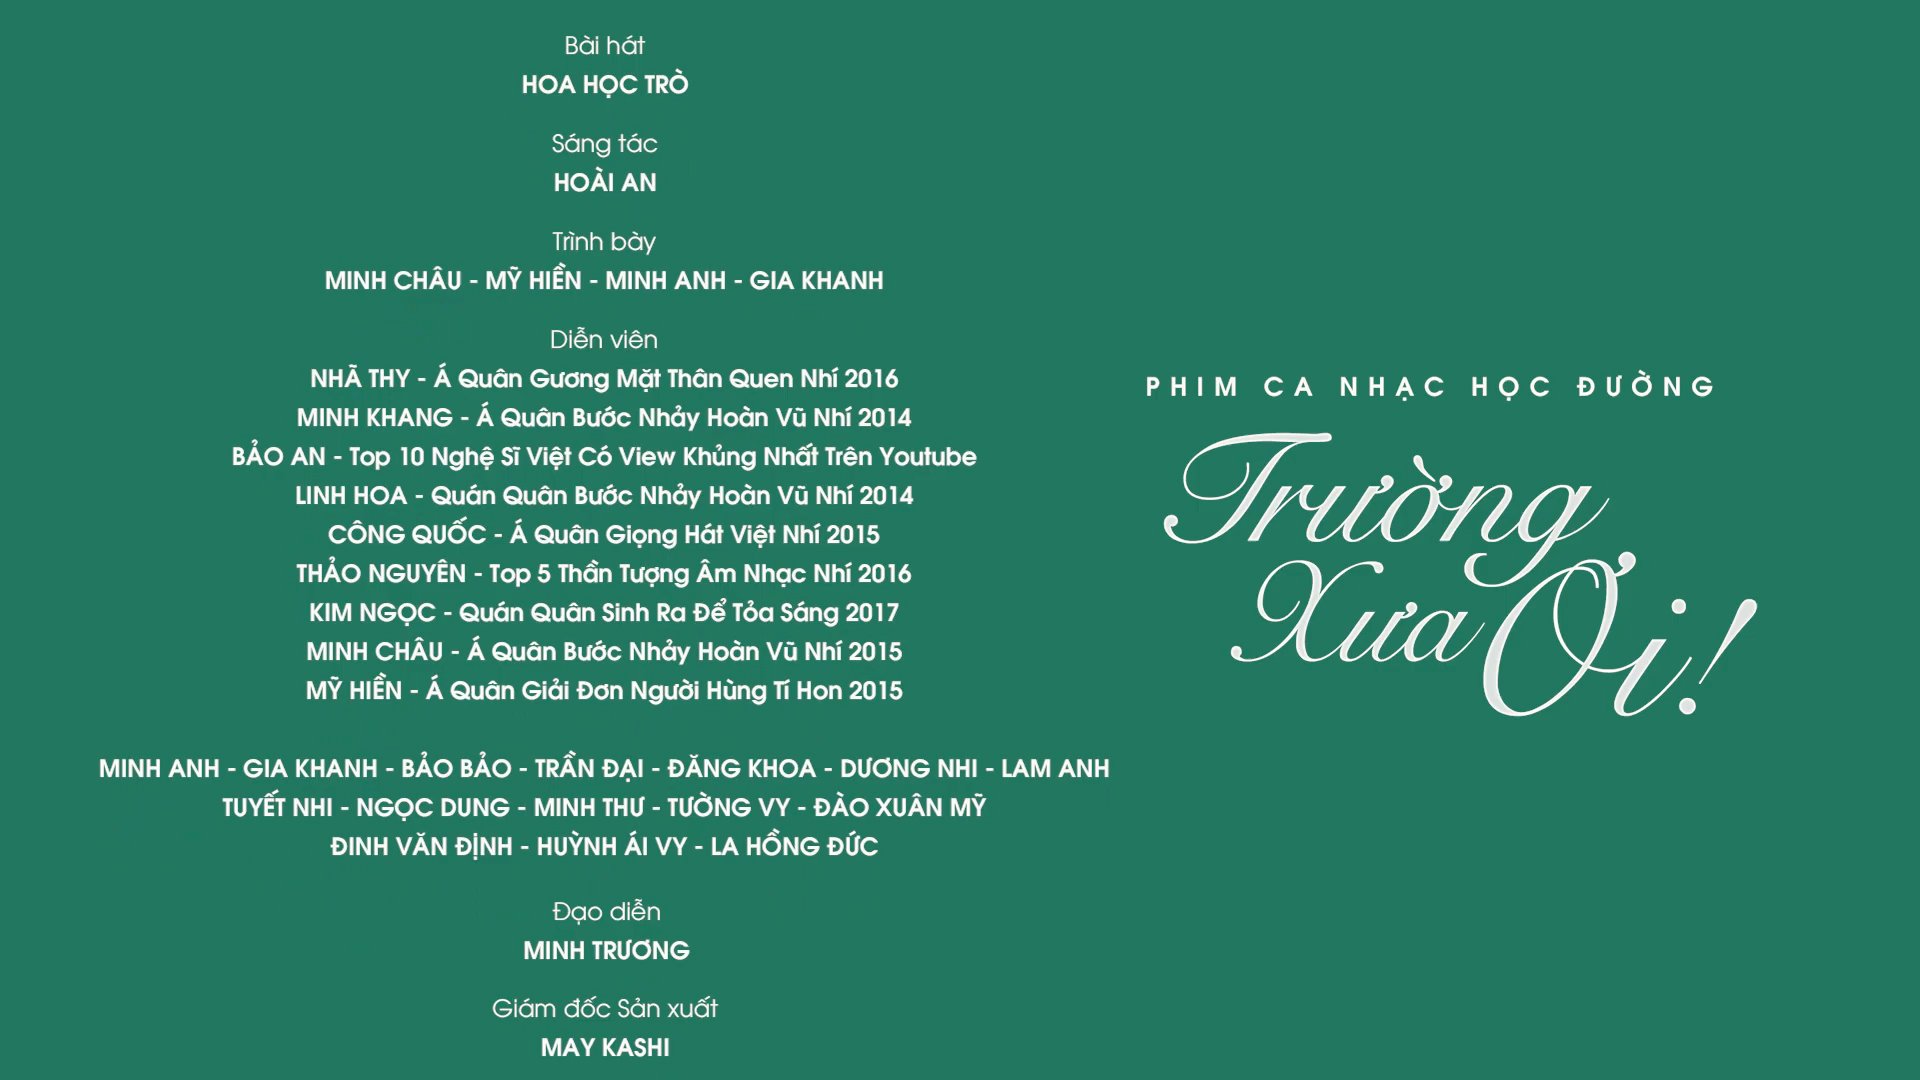 Bài hát
HOA HỌC TRÒ
Sáng tác
HOÀI AN
Trình bày
MINH CHÂU - MỸ HIỀN - MINH ANH - GIA KHANH
Diễn viên
NHÃ THY - Á Quân Gương Mặt Thân Quen Nhí 2016
MINH KHANG - Á Quân Bước Nhảy Hoàn Vũ Nhí 2014
BẢO AN - Top 10 Nghệ Sĩ Việt Có View Khủng Nhất Trên Youtube
LINH HOA - Quán Quân Bước Nhảy Hoàn Vũ Nhí 2014
CÔNG QUỐC - Á Quân Giọng Hát Việt Nhí 2015
THẢO NGUYÊN - Top 5 Thần Tượng Âm Nhạc Nhí 2016
KIM NGỌC - Quán Quân Sinh Ra Để Tỏa Sáng 2017
MINH CHÂU - Á Quân Bước Nhảy Hoàn Vũ Nhí 2015
MỸ HIỀN - Á Quân Giải Đơn Người Hùng Tí Hon 2015
MINH ANH - GIA KHANH - BẢO BẢO - TRẦN ĐẠI - ĐĂNG KHOA - DƯƠNG NHI - LAM ANH
TUYẾT NHI - NGỌC DUNG - MINH THƯ - TƯỜNG VY - ĐÀO XUÂN MỸ
ĐINH VĂN ĐỊNH - HUỲNH ÁI VY - LA HỒNG ĐỨC
Đạo diễn
MINH TRƯƠNG
Giám đốc Sản xuất
MAY KASHI
PHIM CA NHẠC HỌC ĐƯỜNG
Trường
Xưa Ơi!